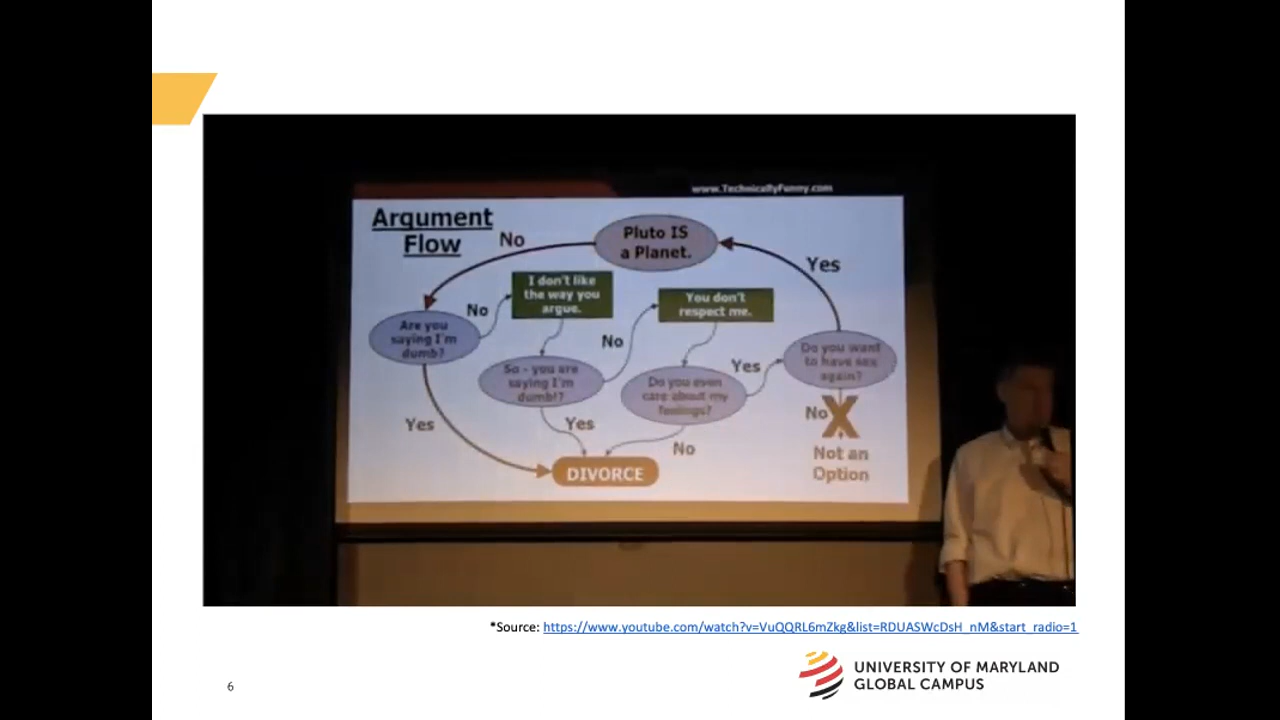 www.TechnicallyFunny.com
Argument
Flow
No
Pluto IS
a Planet.
Yes
I don't like
the way you
argue.
You don't
respect me.
No
Are you
saying I'm
dumb?
No
Do you want
to have sex
again?
So - you are
saying I'm
dumb!?
Yes
Do you even
care about my
feelings?
No
X
Yes
Yes
No
Not an
Option
DIVORCE
*Source: https://www.youtube.com/watch?v=VuQQRL6mZkg&list=RDUASWcDsH_nM&start_radio=1
UNIVERSITY OF MARYLAND
GLOBAL CAMPUS
6